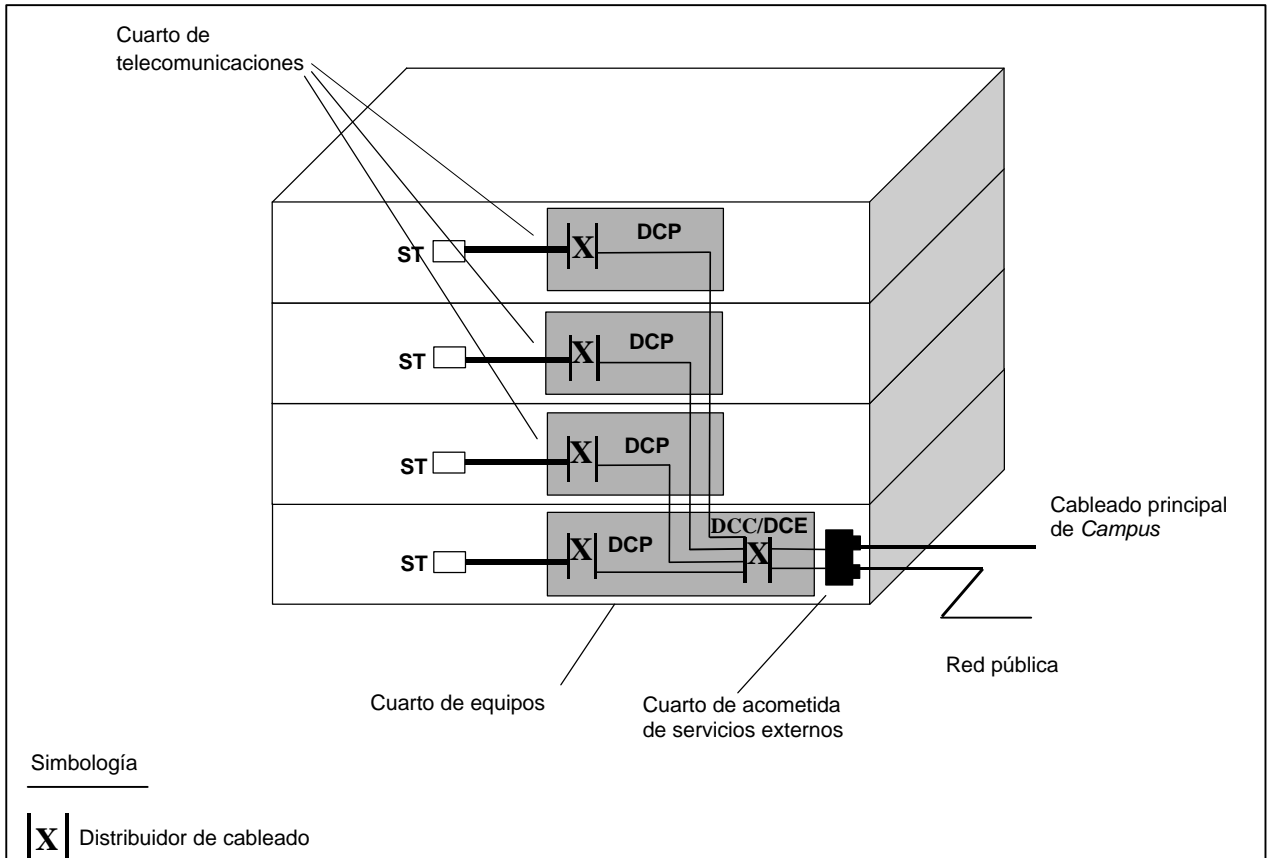 Cuarto de
telecomunicaciones
ST
X
DCP
ST
X
DCP
ST
X
DCP
DCC/DCE
ST
X
DCP
X
Cableado principal
de Campus
Red pública
Cuarto de equipos
Cuarto de acometida
de servicios externos
Simbología
X
Distribuidor de cableado